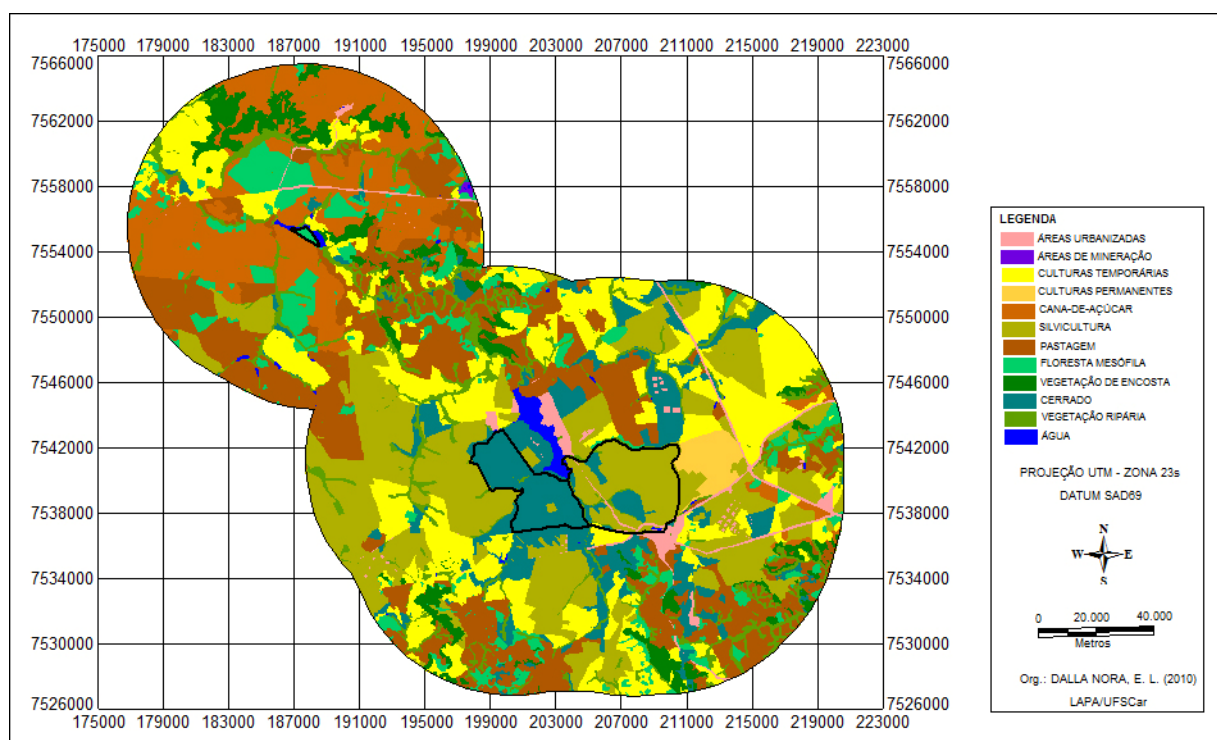 175000 179000 183000 187000 191000 195000 199000 203000 207000 211000 215000 219000 223000
7566000 7566000
7562000 7562000
7558000 7558000
7554000 7554000
7550000 7550000
7546000 7546000
7542000 7542000
7538000 7538000
7534000 7534000
7530000 7530000
7526000 7526000
175000 179000 183000 187000 191000 195000 199000 203000 207000 211000 215000 219000 223000
LEGENDA
ÁREAS URBANIZADAS
ÁREAS DE MINERAÇÃO
CULTURAS TEMPORÁRIAS
CULTURAS PERMANENTES
CANA-DE-AÇÚCAR
SILVICULTURA
PASTAGEM
FLORESTA MESÓFILA
VEGETAÇÃO DE ENCOSTA
CERRADO
VEGETAÇÃO RIPÁRIA
ÁGUA
PROJEÇÃO UTM - ZONA 23s
DATUM SAD69
N
W E
S
0 20.000 40.000
Metros
Org.: DALLA NORA, E. L. (2010)
LAPA/UFSCar